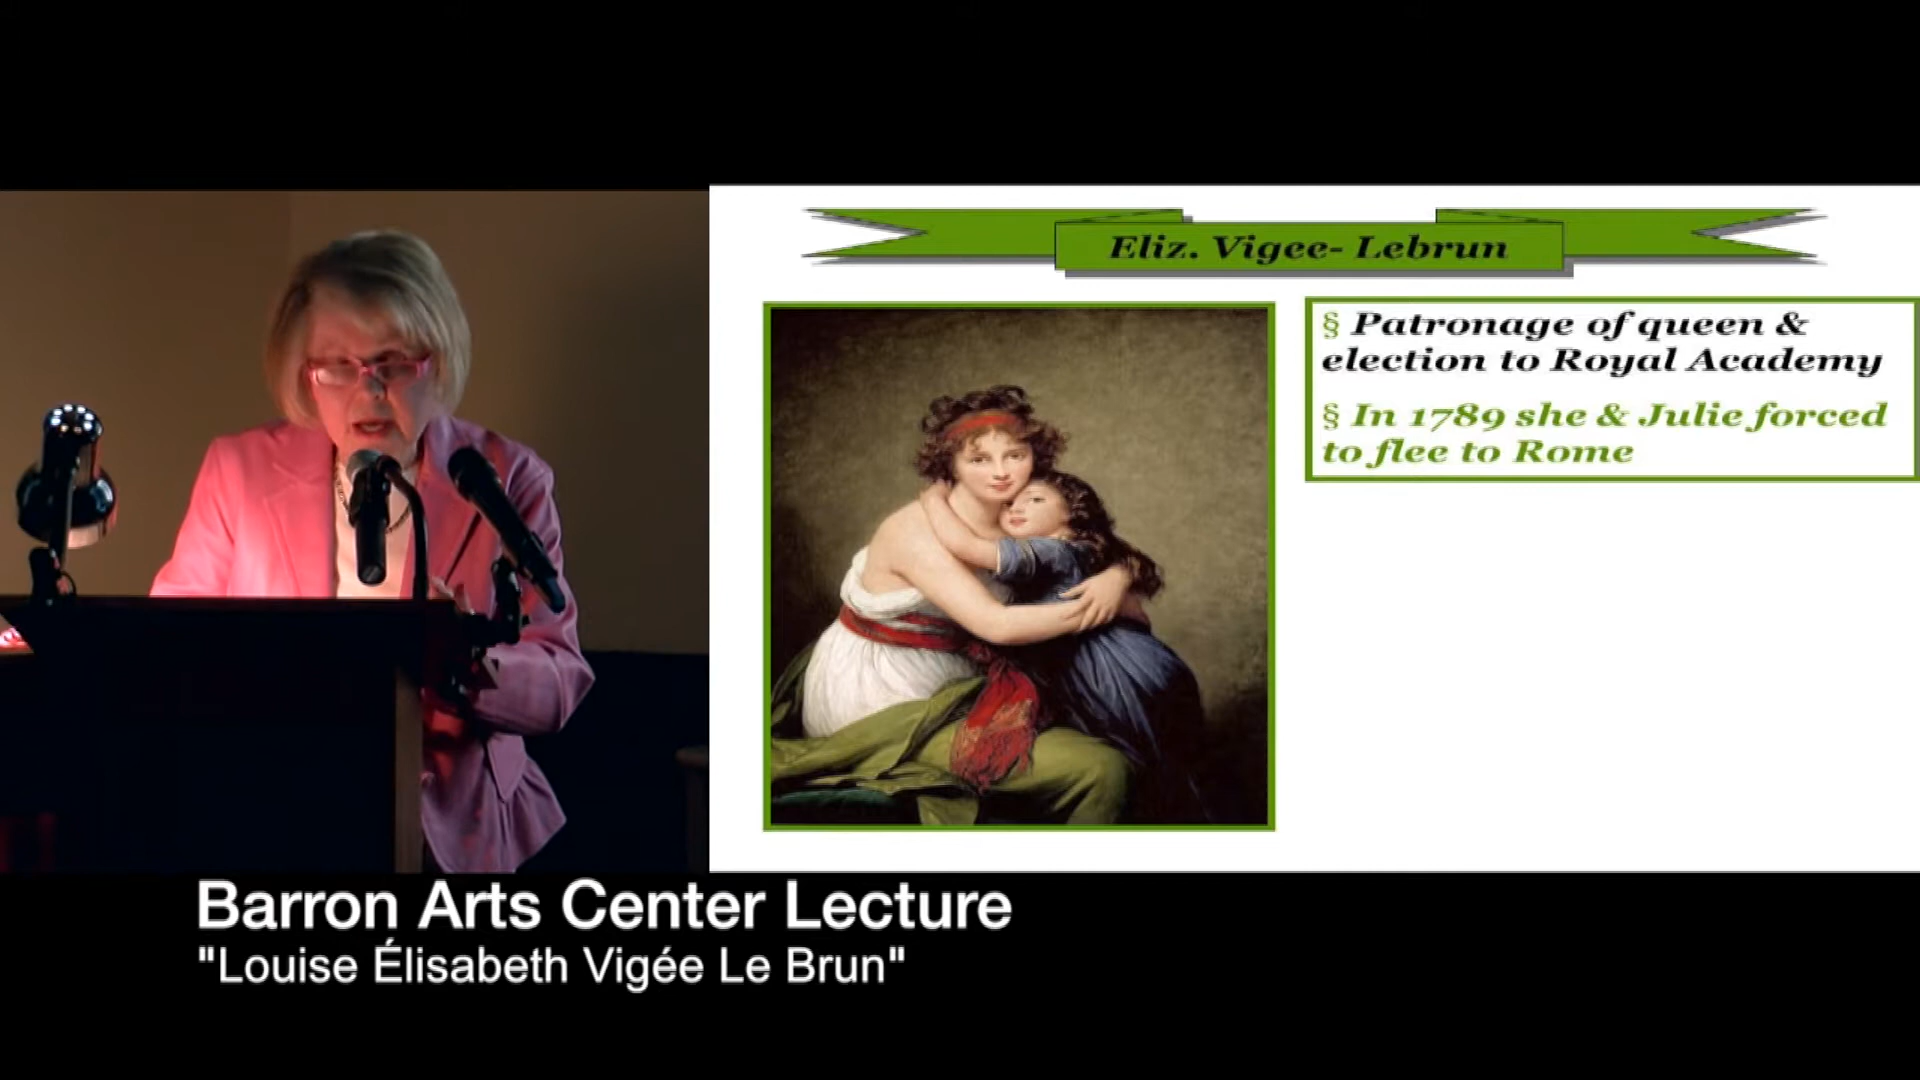 Eliz. Vigee- Lebrun
§ Patronage of queen &
election to Royal Academy
§ In 1789 she & Julie forced
to flee to Rome
Barron Arts Center Lecture
"Louise Élisabeth Vigée Le Brun"